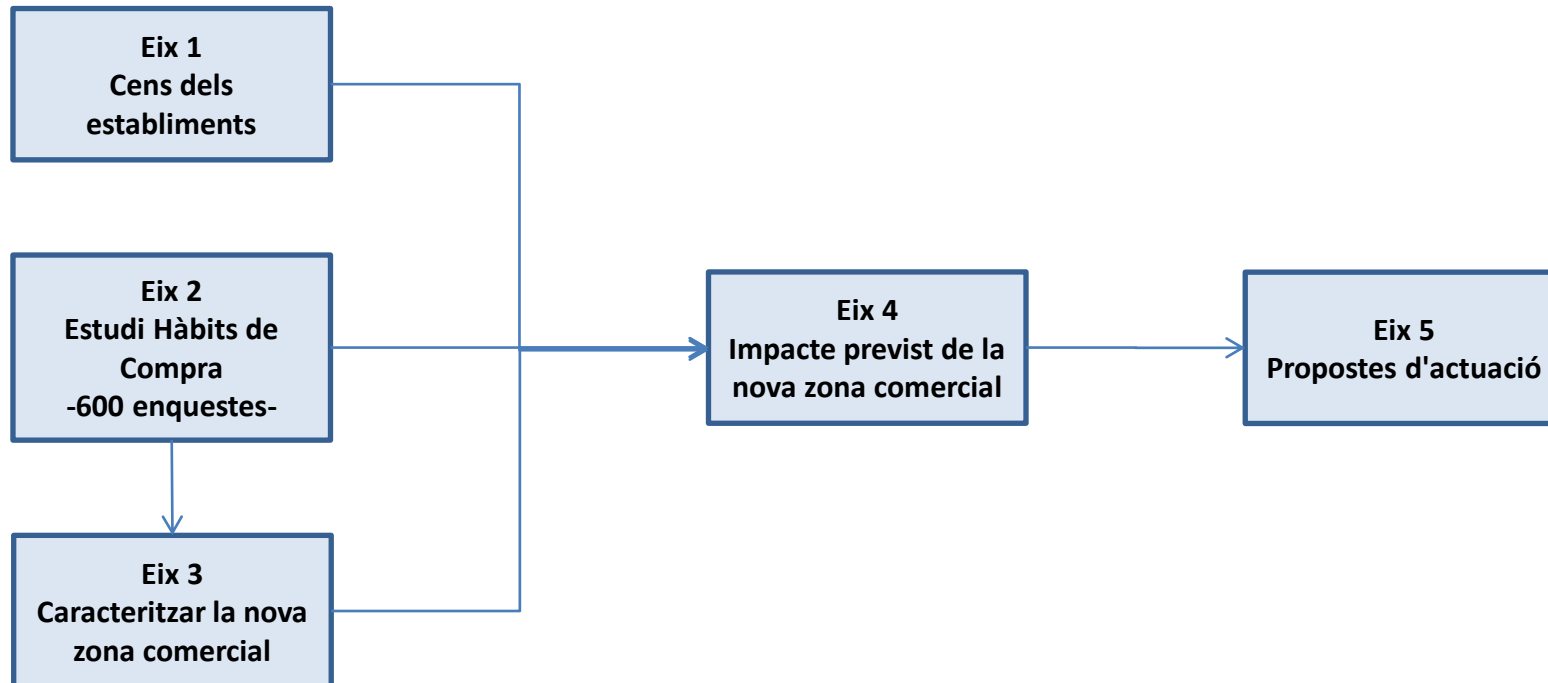 Eix 1
Cens dels
establiments
Eix 2
Estudi Hàbits de
Compra
-600 enquestes-
Eix 3
Caracteritzar la nova
zona comercial
Eix 4
Impacte previst de la
nova zona comercial
Eix 5
Propostes d'actuació